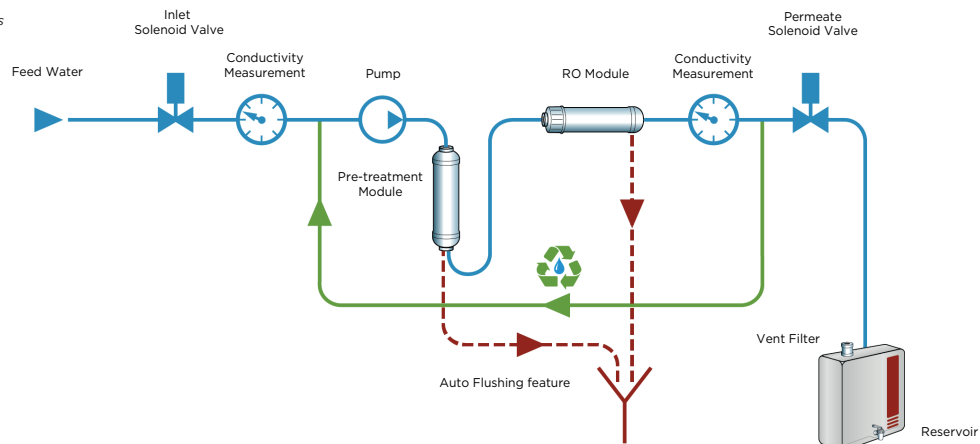 s
Inlet
Solenoid Valve
Permeate
Solenoid Valve
Feed Water
Conductivity
Measurement
Pump
RO Module
Conductivity
Measurement
Pre-treatment
Module
Vent Filter
Auto Flushing feature
Reservoir